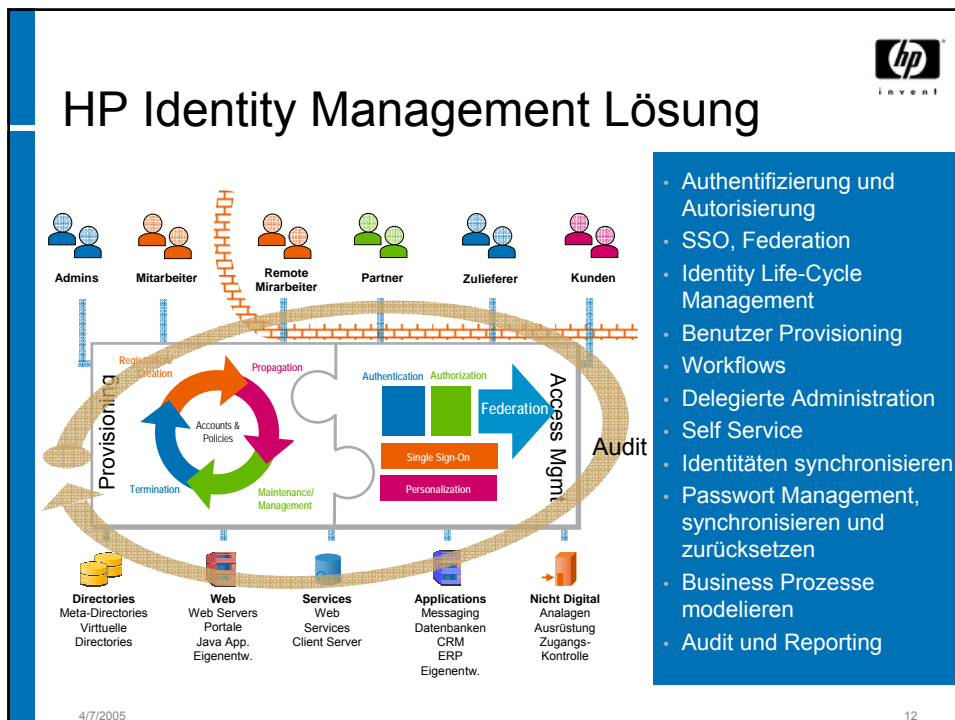 hp
invent
HP Identity Management Lösung
Admins
Mitarbeiter
Remote
Mirarbeiter
Partner
Zulieferer
Kunden
Provisioning
Registration/
Creation
Propagation
Accounts &
Policies
Termination
Maintenance/
Management
Authentication
Authorization
Federation
Single Sign-On
Personalization
Access Mgmt
Audit
Directories
Meta-Directories
Virttuelle
Directories
Web
Web Servers
Portale
Java App.
Eigenentw.
Services
Web
Services
Client Server
Applications
Messaging
Datenbanken
CRM
ERP
Eigenentw.
Nicht Digital
Analagen
Ausrüstung
Zugangs-
Kontrolle
• Authentifizierung und
Autorisierung
• SSO, Federation
• Identity Life-Cycle
Management
• Benutzer Provisioning
• Workflows
• Delegierte Administration
• Self Service
• Identitäten synchronisieren
• Passwort Management,
synchronisieren und
zurücksetzen
• Business Prozesse
modelieren
• Audit und Reporting
4/7/2005
12